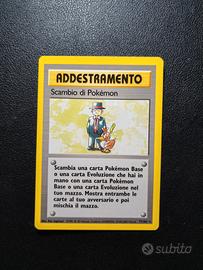 ADDESTRAMENTO
Scambio di Pokémon
Scambia una carta Pokémon Base
o una carta Evoluzione che hai in
mano con una carta Pokémon
Base o una Evoluzione nel tuo
mazzo. Mostra entrambe le
carte al tuo avversario e poi
mischia il mazzo.
subito